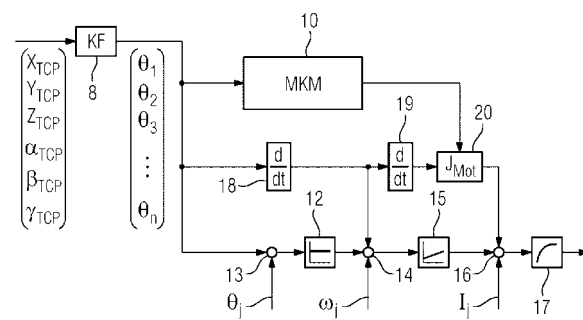 10
KF
8
MKM
X_TCP
Y_TCP
Z_TCP
α_TCP
β_TCP
γ_TCP
θ_1
θ_2
θ_3
⋮
θ_n
19
20
d/dt
18
d/dt
J_Mot
12
15
13
14
16
17
θ_j
ω_j
I_j